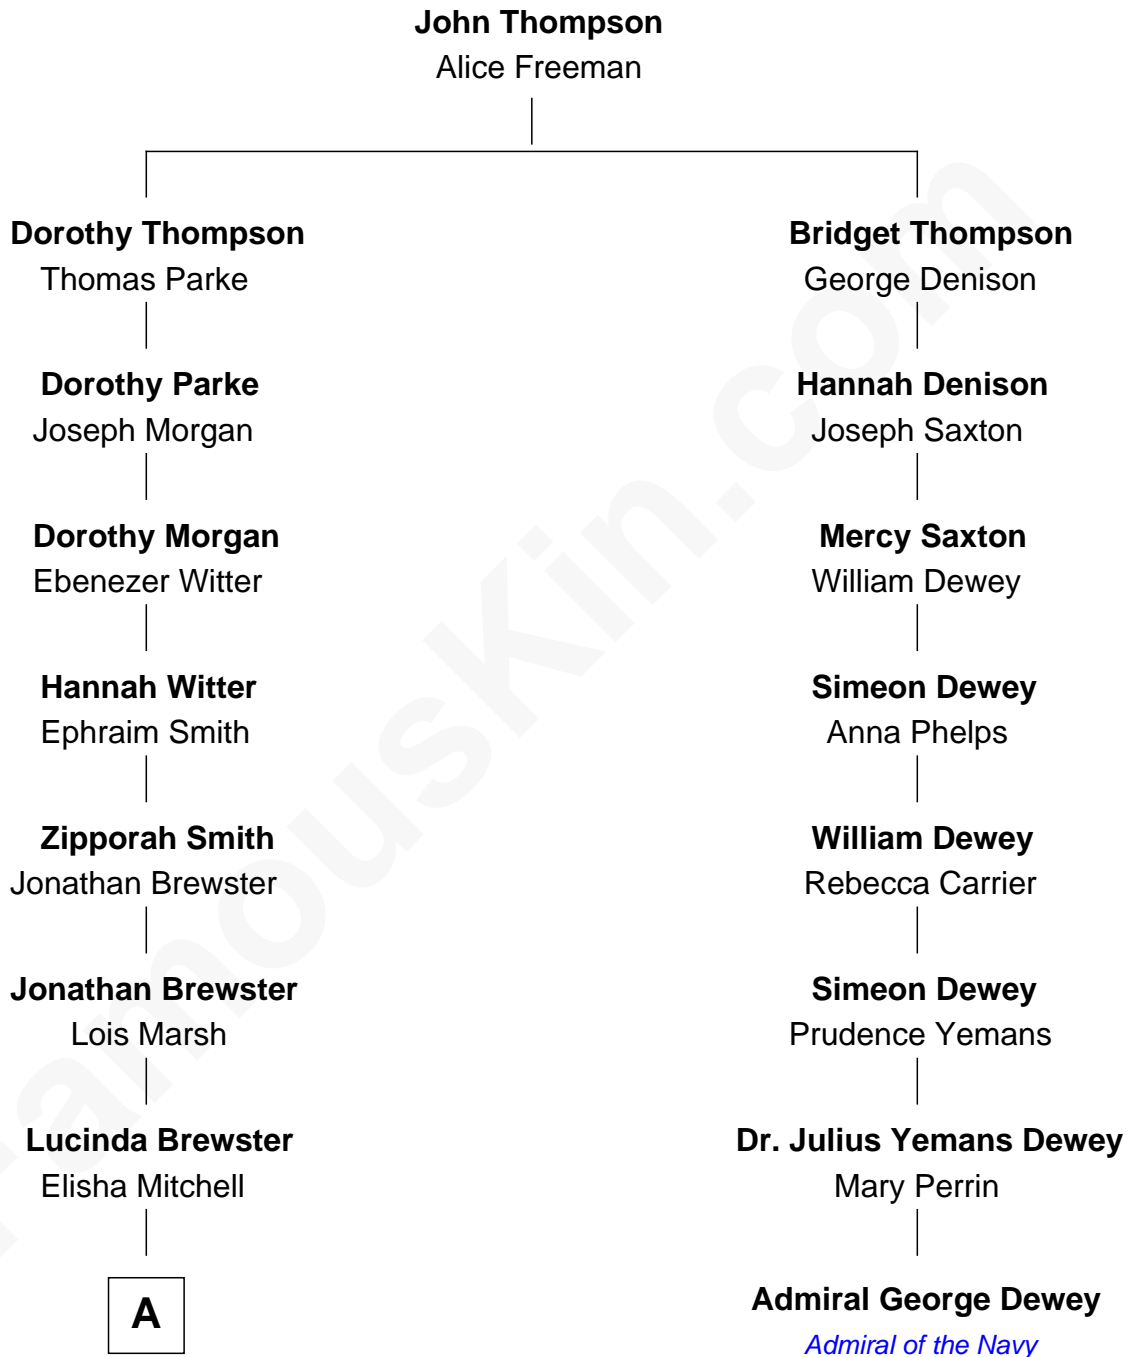 John Thompson
Alice Freeman
Dorothy Thompson
Thomas Parke
Bridget Thompson
George Denison
Dorothy Parke
Joseph Morgan
Hannah Denison
Joseph Saxton
Dorothy Morgan
Ebenezer Witter
Mercy Saxton
William Dewey
Hannah Witter
Ephraim Smith
Simeon Dewey
Anna Phelps
Zipporah Smith
Jonathan Brewster
William Dewey
Rebecca Carrier
Jonathan Brewster
Lois Marsh
Simeon Dewey
Prudence Yemans
Lucinda Brewster
Elisha Mitchell
Dr. Julius Yemans Dewey
Mary Perrin
A
Admiral George Dewey
Admiral of the Navy
FamousKin.com